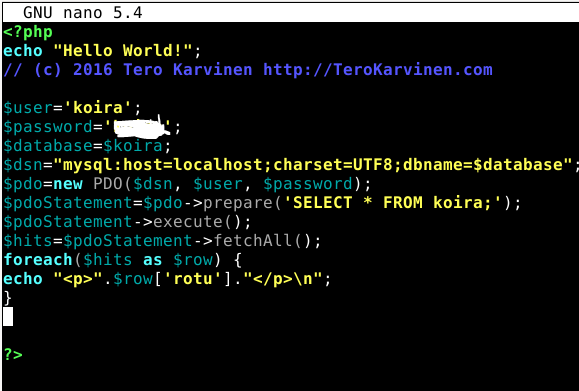 GNU nano 5.4
<?php
echo "Hello World!";
// (c) 2016 Tero Karvinen http://TeroKarvinen.com
$user='koira';
$password='';
$database=$koira;
$dsn="mysql:host=localhost;charset=UTF8;dbname=$database";
$pdo=new PDO($dsn, $user, $password);
$pdoStatement=$pdo->prepare('SELECT * FROM koira;');
$pdoStatement->execute();
$hits=$pdoStatement->fetchAll();
foreach($hits as $row) {
echo "<p>".$row['rotu']."</p>\n";
}
?>